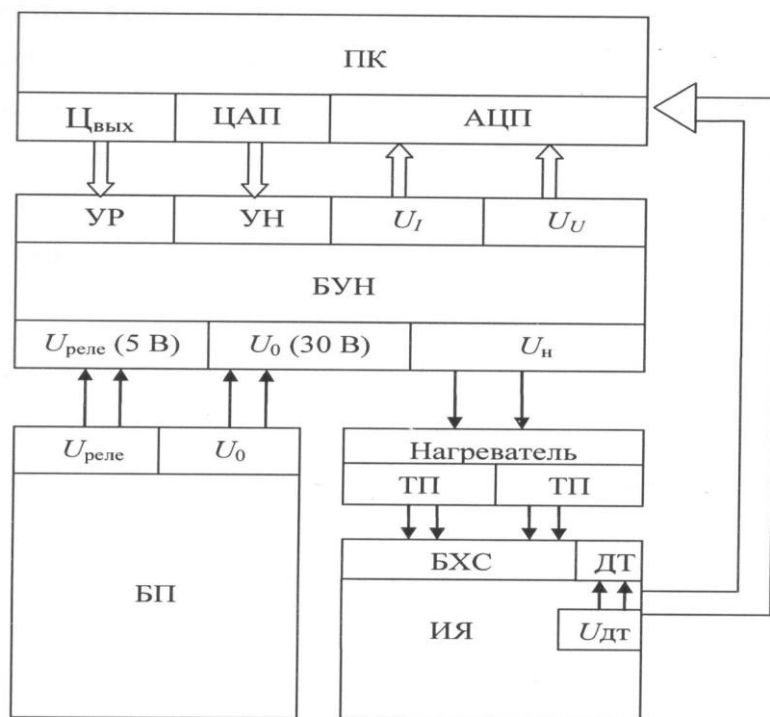 ПК
Цвых ЦАП АЦП
УР УН UI UU
БУН
Uреле (5 В) U0 (30 В) Uн
Uреле U0
Нагреватель
ТП ТП
БХС ДТ
БП
ИЯ
Uдт